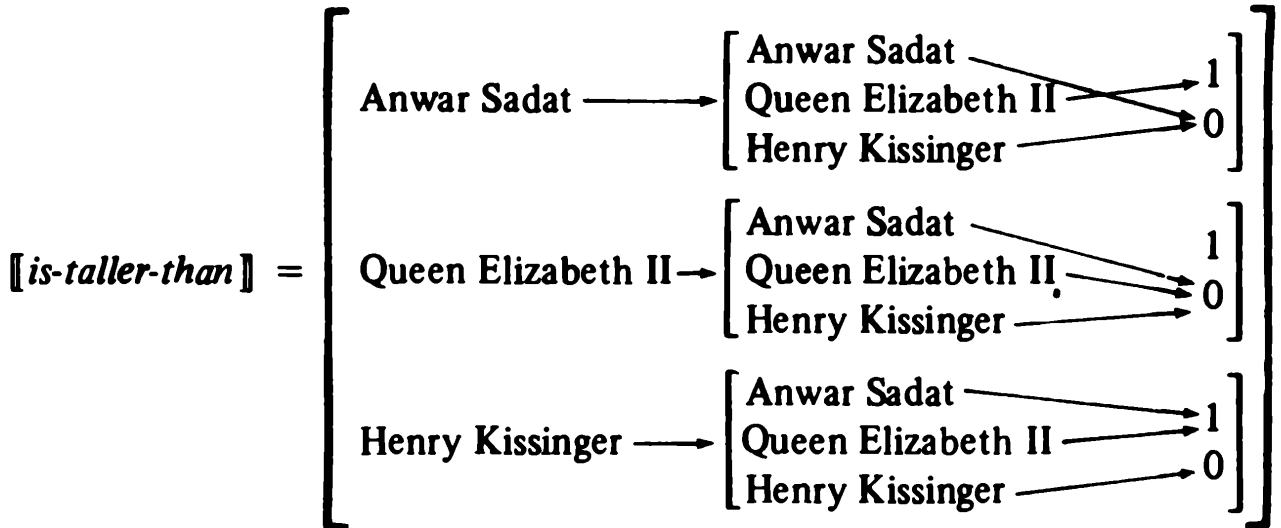 Anwar Sadat
1
Anwar Sadat Queen Elizabeth II
0
Henry Kissinger
Anwar Sadat
1
[[is-taller-than]] = Queen Elizabeth II Queen Elizabeth II
0
Henry Kissinger
Anwar Sadat
1
Henry Kissinger Queen Elizabeth II
0
Henry Kissinger